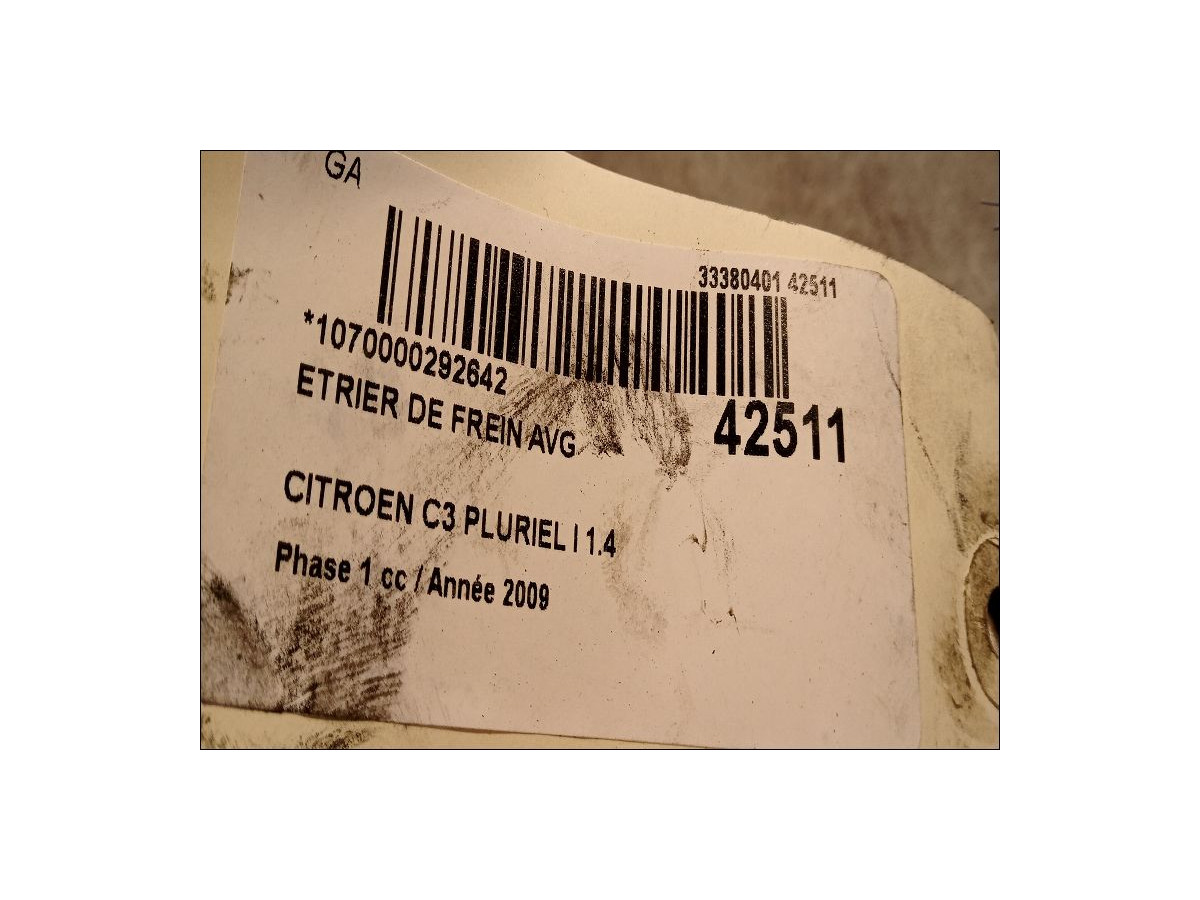 GA
33380401 42511
*1070000292642
ETRIER DE FREIN AVG
42511
CITROEN C3 PLURIEL I 1.4
Phase 1 cc / Année 2009